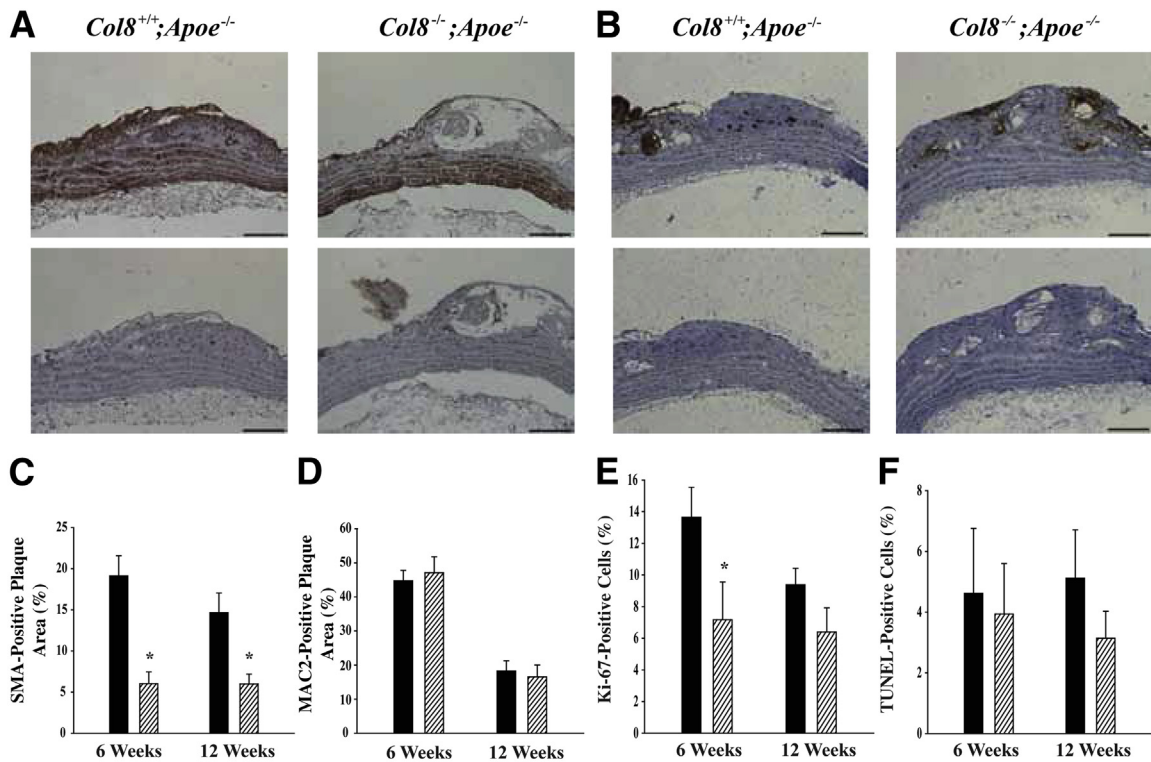 A
Col8+/+;Apoe-/-
Col8-/-;Apoe-/-
B
Col8+/+;Apoe-/-
Col8-/-;Apoe-/-
C
SMA-Positive Plaque
Area (%)
25
20
15
10
5
0
*
*
6 Weeks
12 Weeks
D
MAC2-Positive Plaque
Area (%)
60
50
40
30
20
10
0
6 Weeks
12 Weeks
E
Ki-67-Positive Cells (%)
16
14
12
10
8
6
4
2
0
*
6 Weeks
12 Weeks
F
TUNEL-Positive Cells (%)
8
6
4
2
0
6 Weeks
12 Weeks